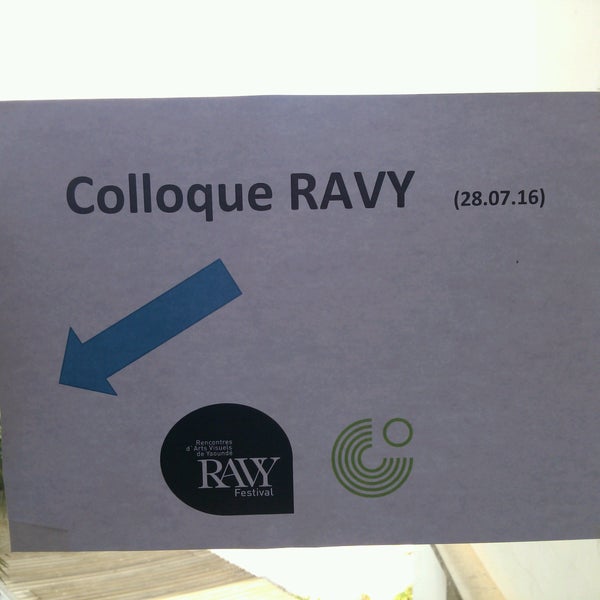 Colloque RAVY (28.07.16)
Rencontres
d'Arts Visuels
de Yaoundé
RAVY
Festival